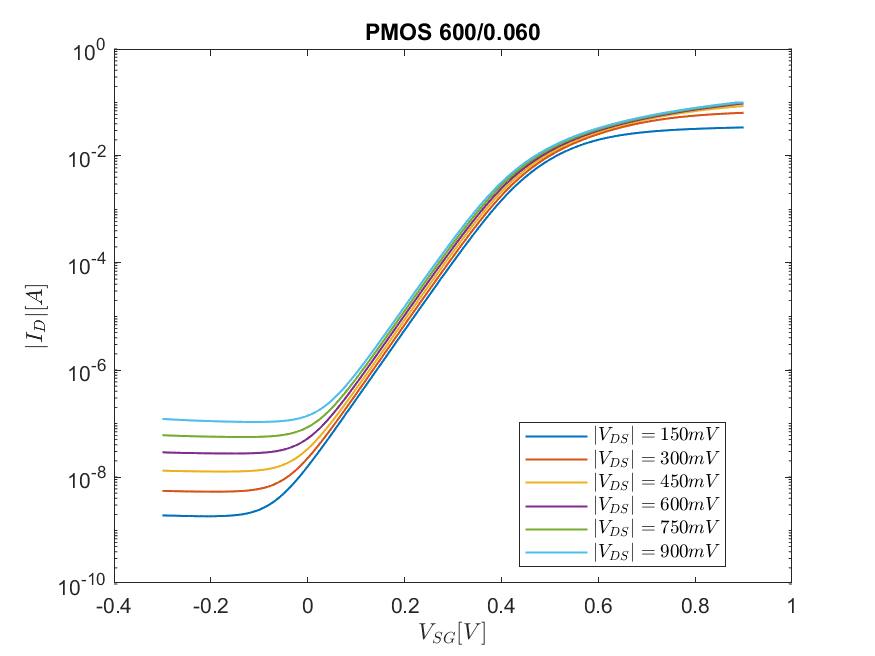 PMOS 600/0.060
10^0
10^-2
10^-4
10^-6
10^-8
10^-10
|I_D|[A]
-0.4 -0.2 0 0.2 0.4 0.6 0.8 1
V_SG[V]
|V_DS| = 150mV
|V_DS| = 300mV
|V_DS| = 450mV
|V_DS| = 600mV
|V_DS| = 750mV
|V_DS| = 900mV